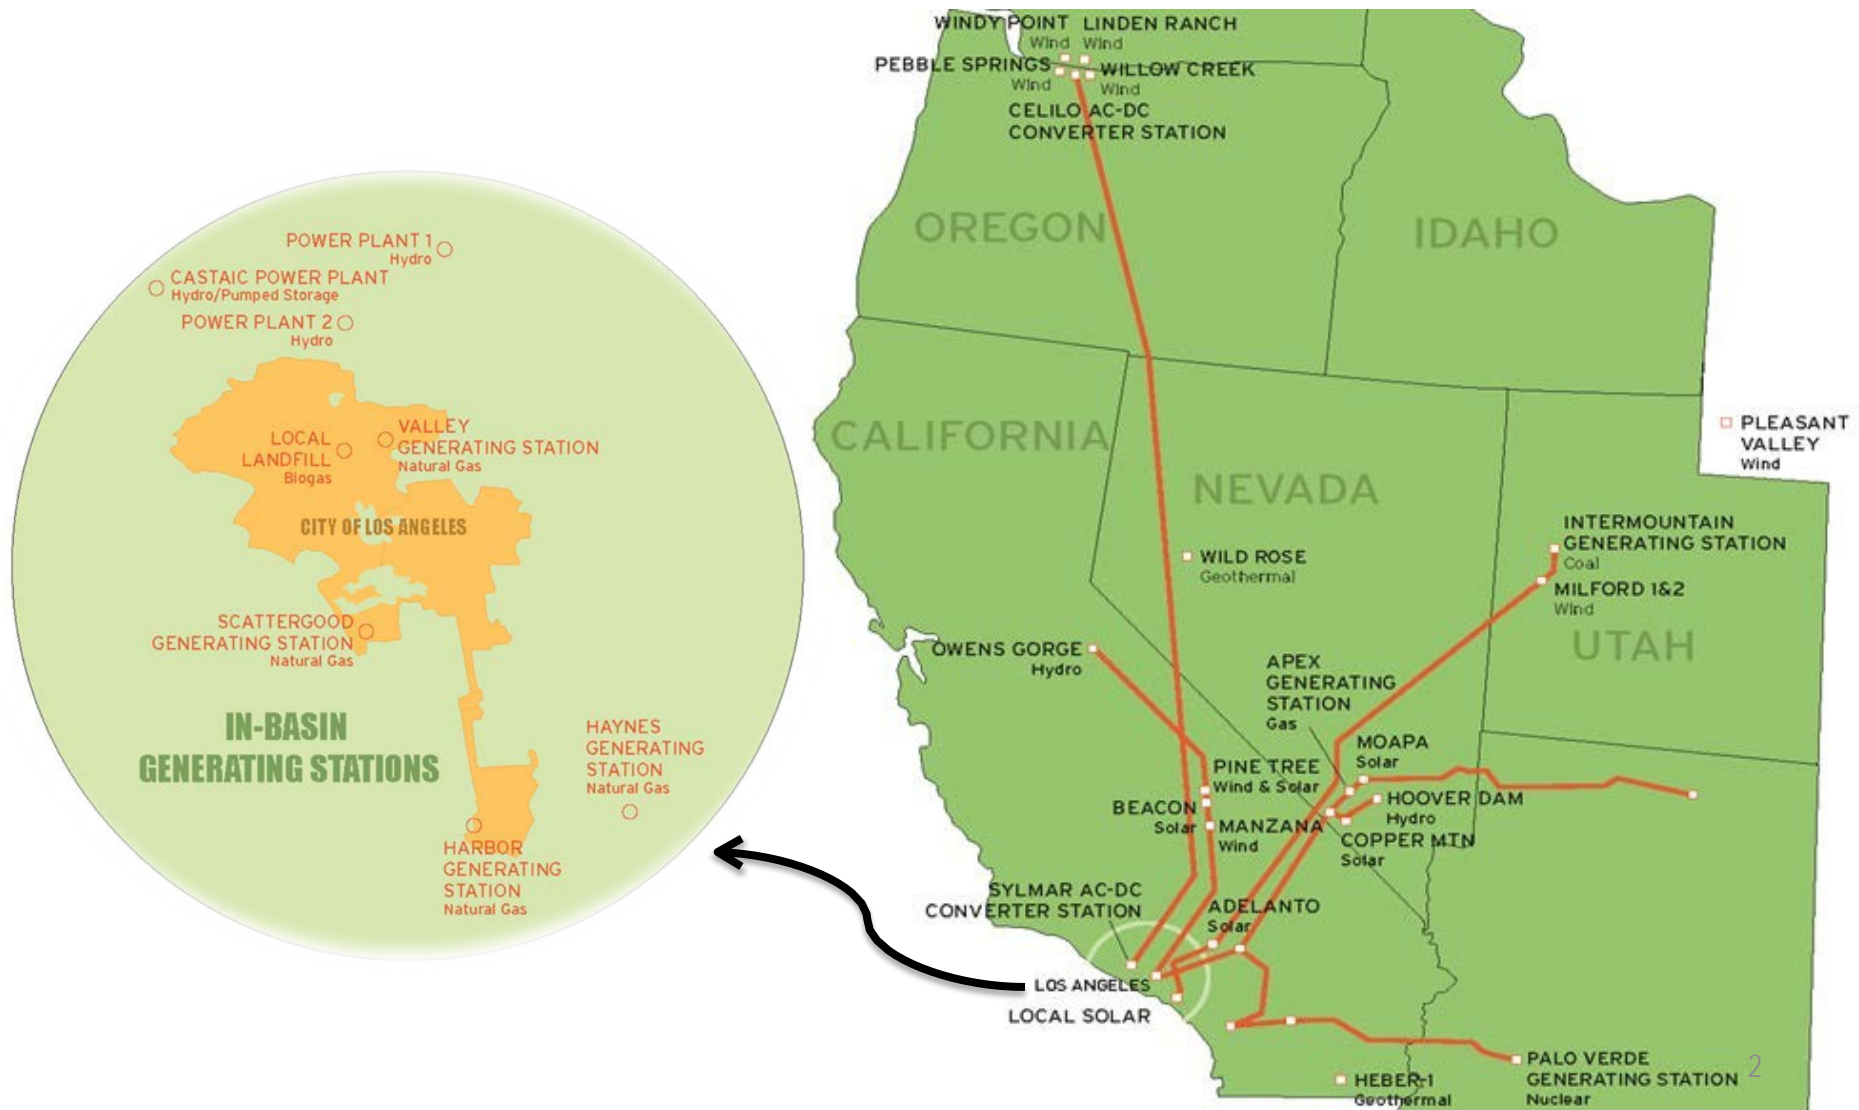 POWER PLANT 1
Hydro
CASTAIC POWER PLANT
Hydro/Pumped Storage
POWER PLANT 2
Hydro
LOCAL
LANDFILL
Biogas
VALLEY
GENERATING STATION
Natural Gas
CITY OF LOS ANGELES
SCATTERGOOD
GENERATING STATION
Natural Gas
IN-BASIN
GENERATING STATIONS
HAYNES
GENERATING
STATION
Natural Gas
HARBOR
GENERATING
STATION
Natural Gas
WINDY POINT
Wind
LINDEN RANCH
Wind
PEBBLE SPRINGS
Wind
WILLOW CREEK
Wind
CELILO AC-DC
CONVERTER STATION
OREGON
IDAHO
CALIFORNIA
NEVADA
PLEASANT
VALLEY
Wind
WILD ROSE
Geothermal
INTERMOUNTAIN
GENERATING STATION
Coal
MILFORD 1&2
Wind
UTAH
OWENS GORGE
Hydro
APEX
GENERATING
STATION
Gas
MOAPA
Solar
PINE TREE
Wind & Solar
HOOVER DAM
Hydro
BEACON
Solar
MANZANA
Wind
COPPER MTN
Solar
SYLMAR AC-DC
CONVERTER STATION
ADELANTO
Solar
LOS ANGELES
LOCAL SOLAR
PALO VERDE
GENERATING STATION
Nuclear
HEBER-1
Geothermal
2